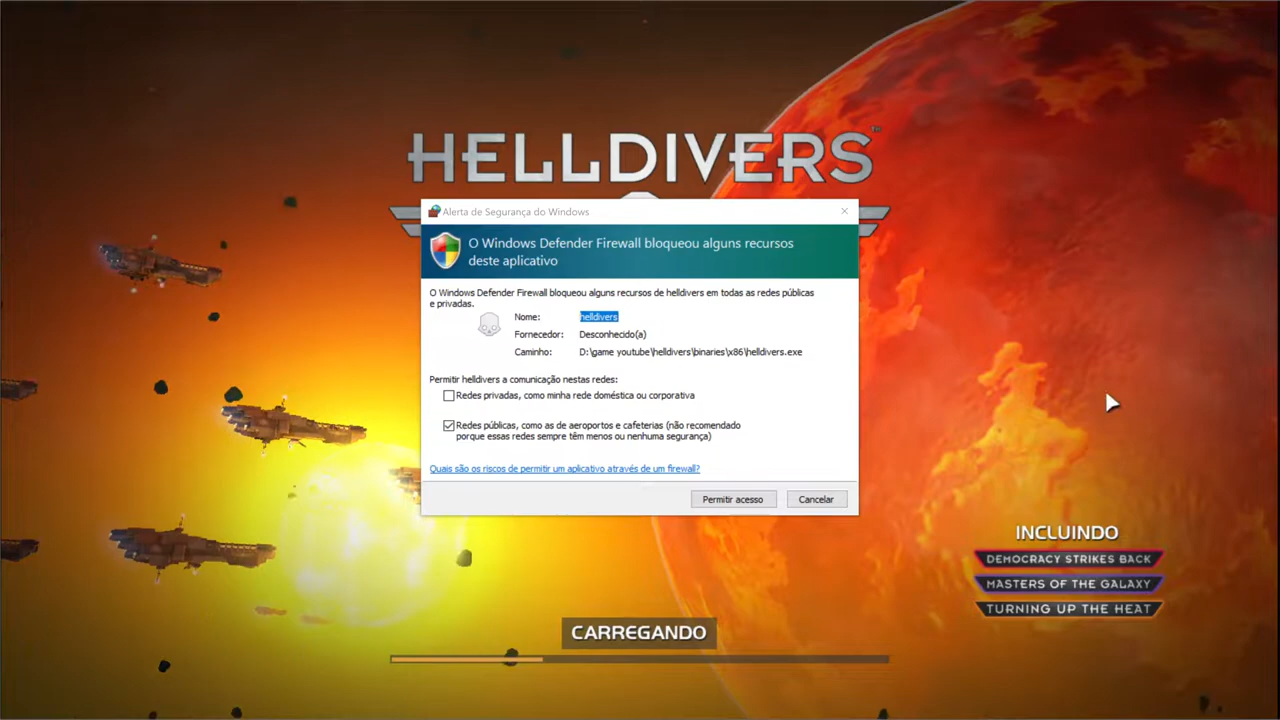 HELLDIVERS™
Alerta de Segurança do Windows
O Windows Defender Firewall bloqueou alguns recursos
deste aplicativo
O Windows Defender Firewall bloqueou alguns recursos de helldivers em todas as redes públicas
e privadas.
Nome: helldivers
Fornecedor: Desconhecido(a)
Caminho: D:\game youtube\helldivers\binaries\x86\helldivers.exe
Permitir helldivers a comunicação nestas redes:
Redes privadas, como minha rede doméstica ou corporativa
Redes públicas, como as de aeroportos e cafeterias (não recomendado
porque essas redes sempre têm menos ou nenhuma segurança)
Quais são os riscos de permitir um aplicativo através de um firewall?
Permitir acesso Cancelar
INCLUINDO
DEMOCRACY STRIKES BACK
MASTERS OF THE GALAXY
TURNING UP THE HEAT
CARREGANDO